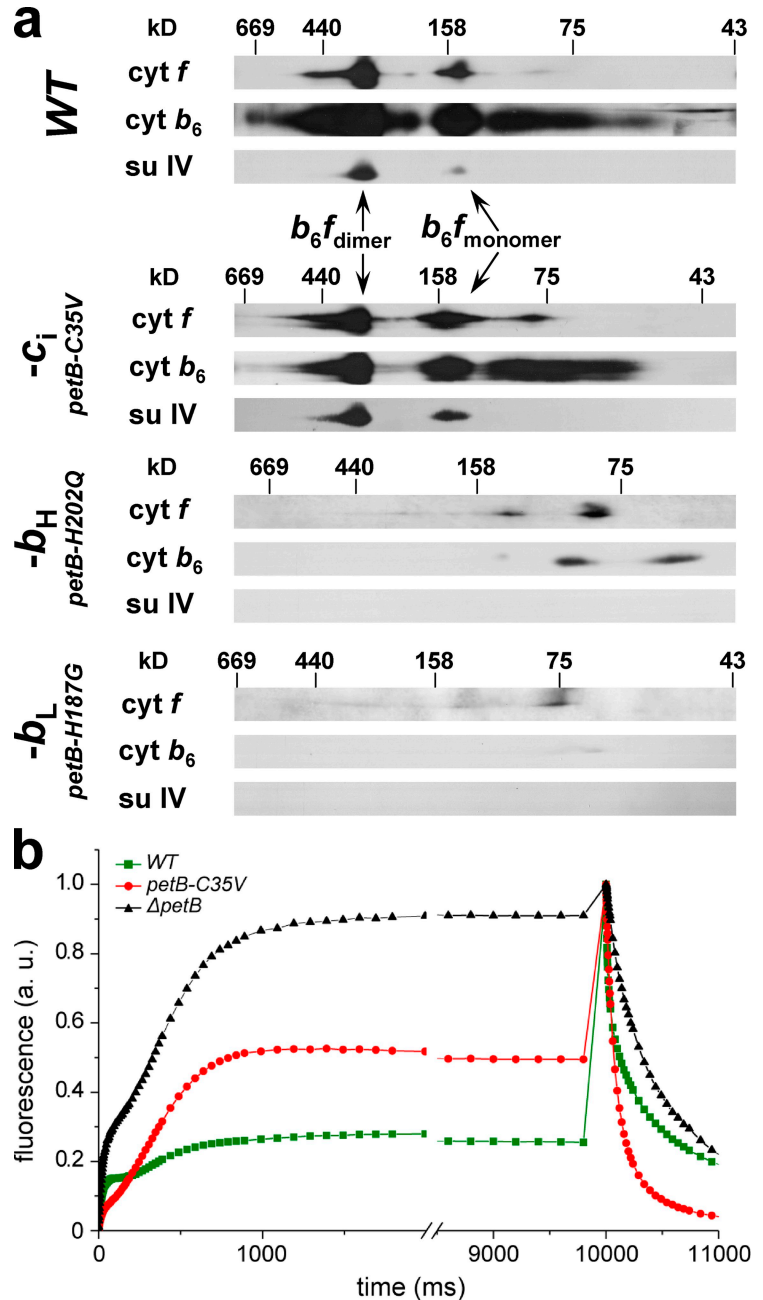 a
WT
kD 669 440 158 75 43
cyt f
cyt b6
su IV
b6fdimer b6fmonomer
-ci
petB-C35V
kD 669 440 158 75 43
cyt f
cyt b6
su IV
-bH
petB-H202Q
kD 669 440 158 75
cyt f
cyt b6
su IV
-bL
petB-H187G
kD 669 440 158 75 43
cyt f
cyt b6
su IV
b
WT
petB-C35V
ΔpetB
fluorescence (a. u.)
1.0
0.8
0.6
0.4
0.2
0
0 1000 9000 10000 11000
time (ms)